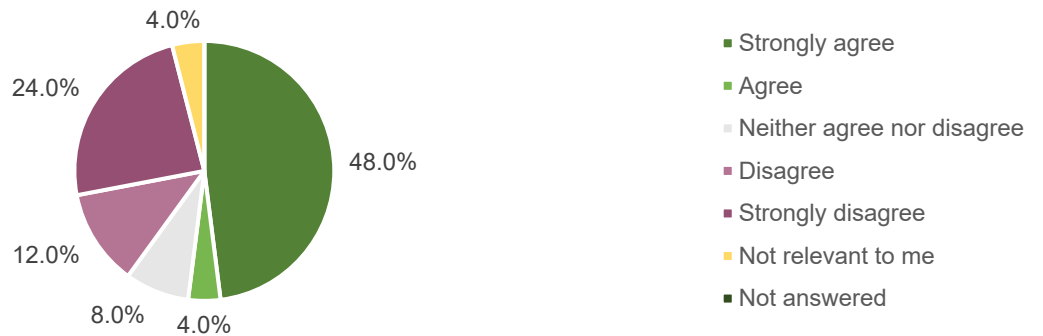 4.0%
24.0%
48.0%
12.0%
8.0%
4.0%
Strongly agree
Agree
Neither agree nor disagree
Disagree
Strongly disagree
Not relevant to me
Not answered